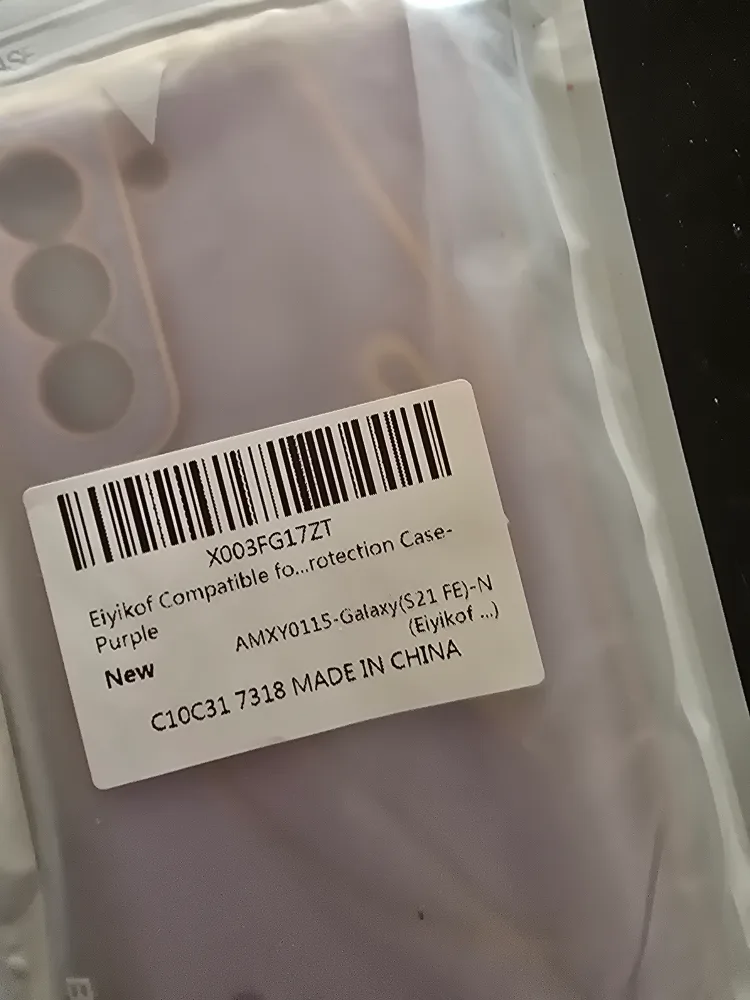 X003FG17ZT
Eiyikof Compatible fo...rotection Case-
Purple
AMXY0115-Galaxy(S21 FE)-N
(Eiyikof ...)
New
C10C31 7318 MADE IN CHINA